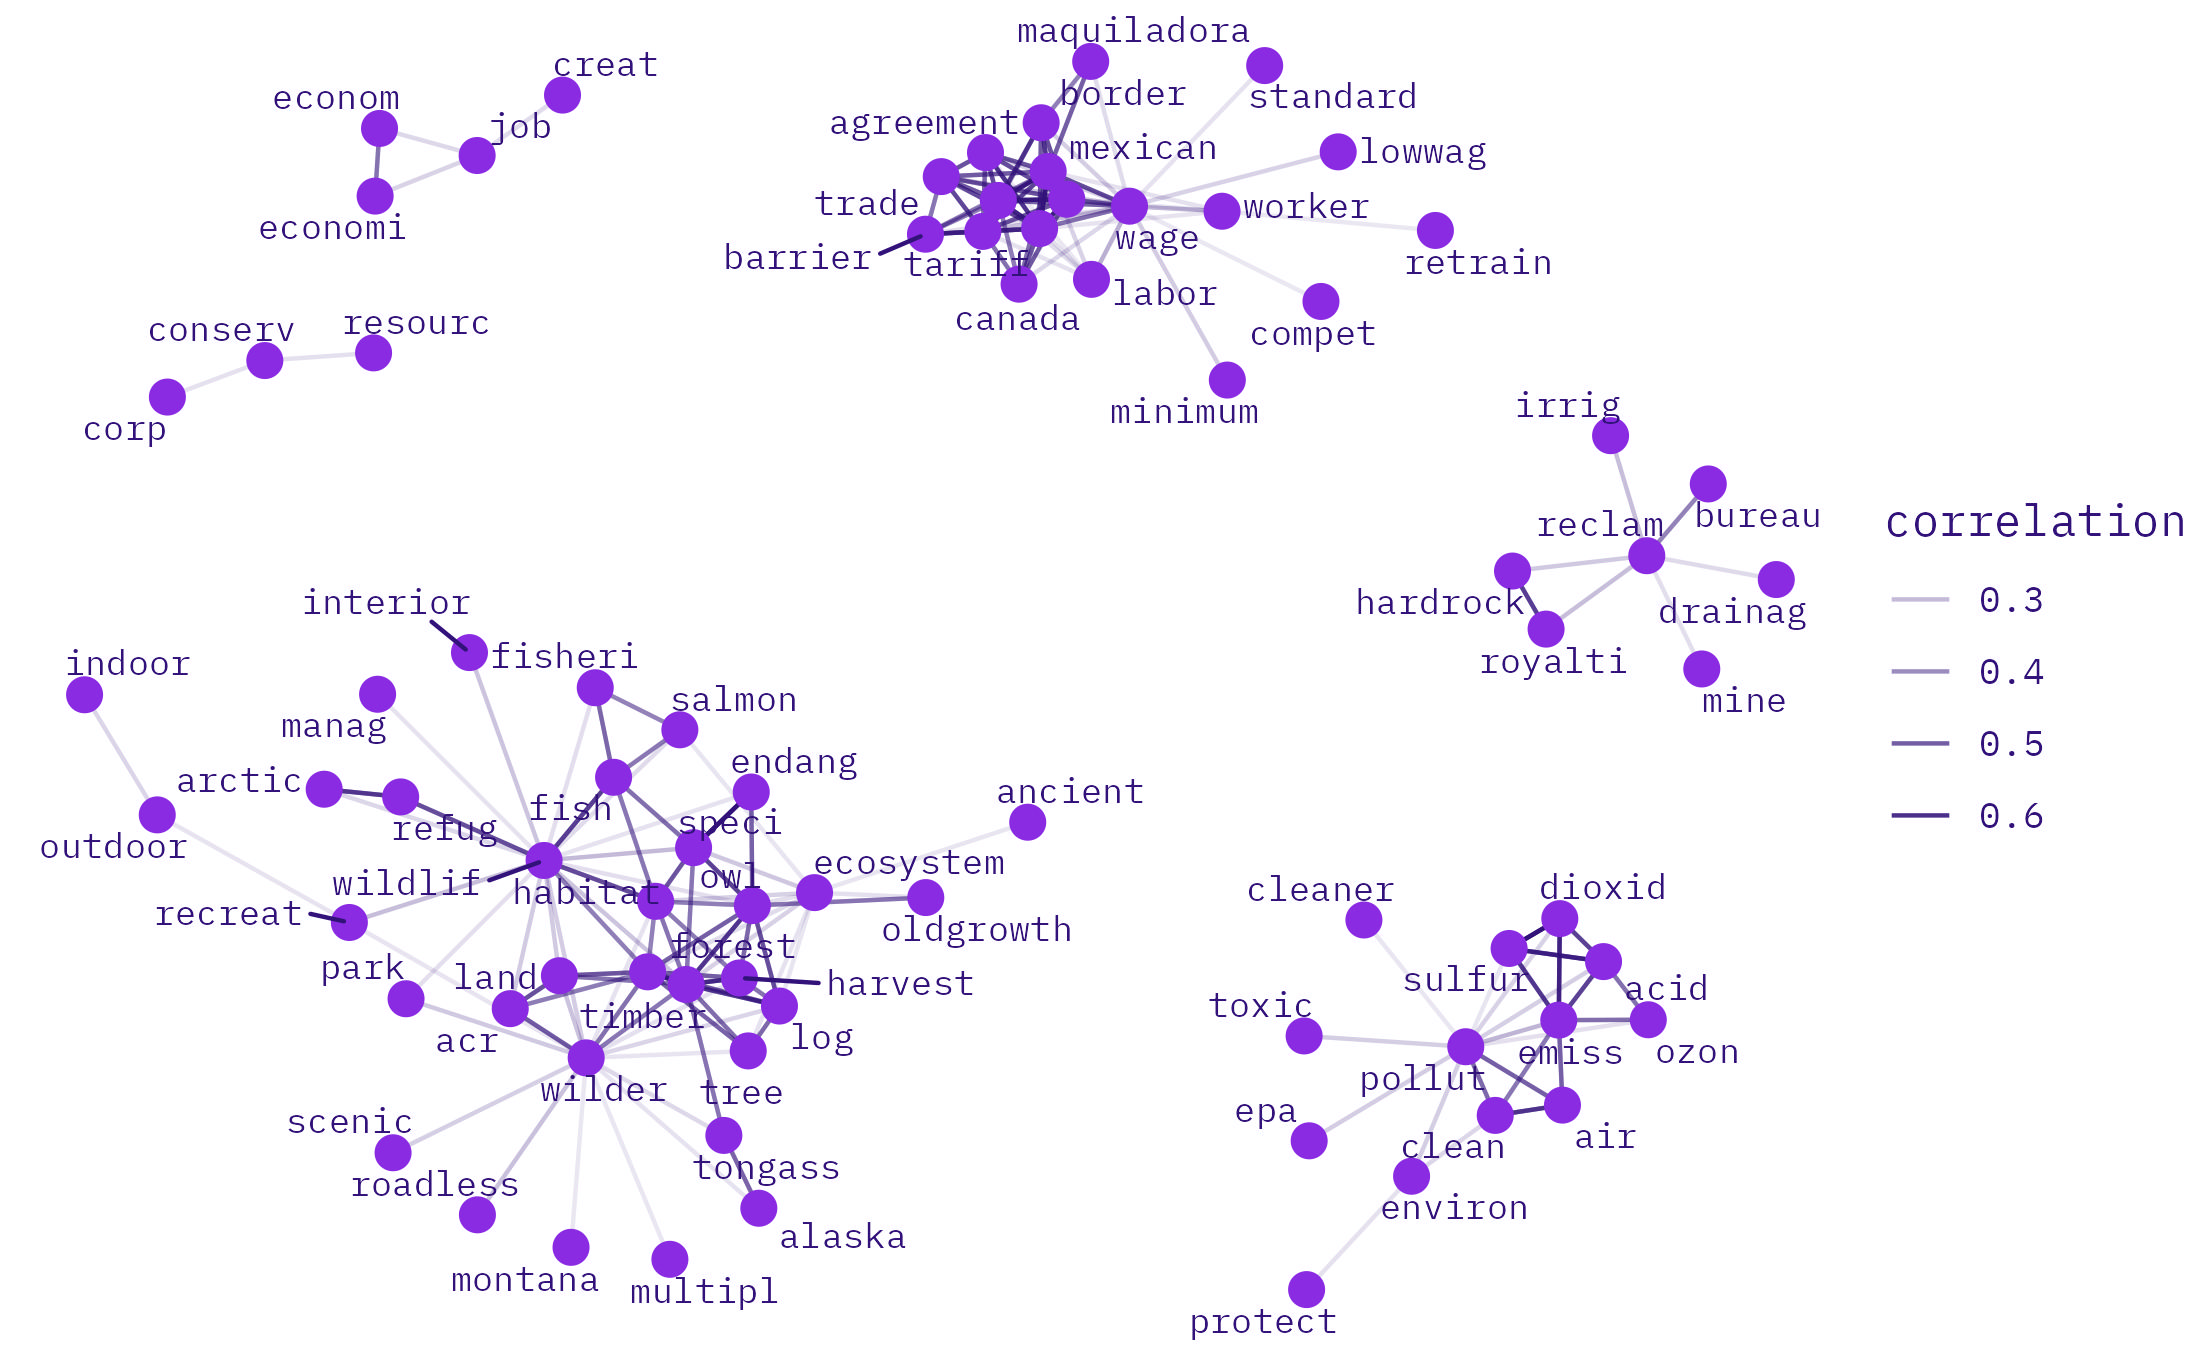 maquiladora
creat
border
standard
econom
agreement
job
mexican
lowwag
trade
worker
economi
wage
barrier
tariff
retrain
labor
canada
conserv
resourc
compet
minimum
corp
irrig
bureau
reclam
correlation
0.3
0.4
0.5
0.6
hardrock
drainag
royalti
mine
interior
fisheri
indoor
salmon
manag
endang
arctic
ancient
fish
speci
refug
outdoor
ecosystem
owl
wildlif
habitat
recreat
oldgrowth
forest
park
land
harvest
timber
acr
log
wilder
tree
scenic
tongass
roadless
alaska
montana
multipl
cleaner
dioxid
sulfur
acid
toxic
emiss
ozon
pollut
epa
clean
air
environ
protect